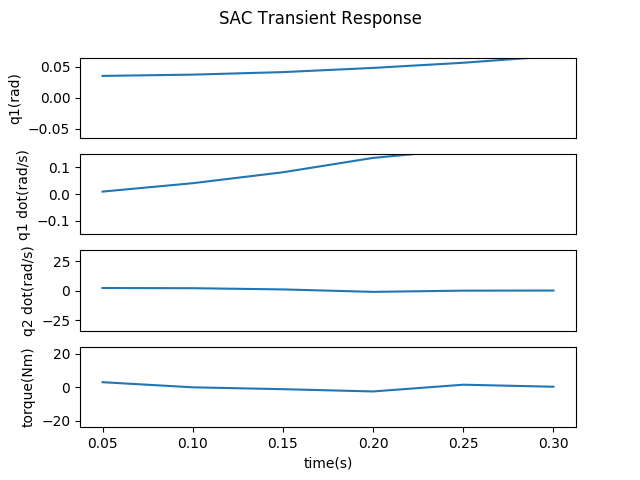 SAC Transient Response
q1(rad)
0.05
0.00
−0.05
q1 dot(rad/s)
0.1
0.0
−0.1
q2 dot(rad/s)
25
0
−25
torque(Nm)
20
0
−20
0.05 0.10 0.15 0.20 0.25 0.30
time(s)